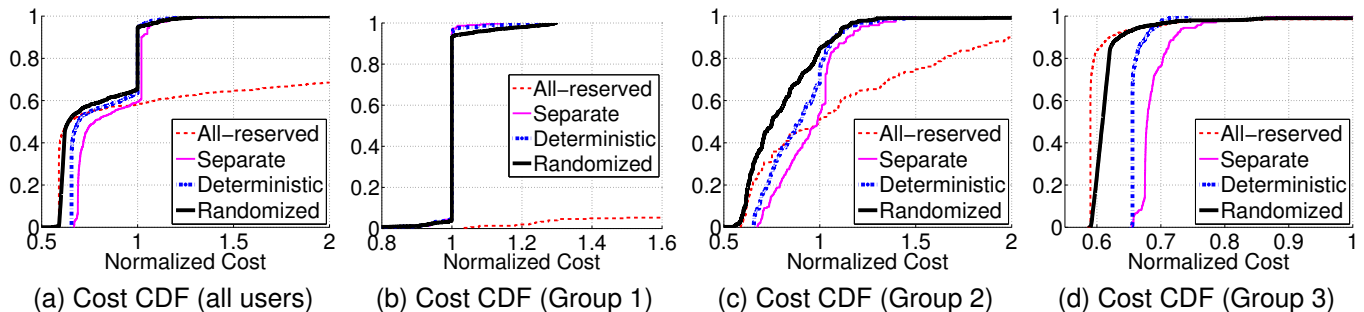 1
0.8
0.6
0.4
0.2
0
0.5 1 1.5 2
Normalized Cost
All−reserved
Separate
Deterministic
Randomized
(a) Cost CDF (all users)
1
0.8
0.6
0.4
0.2
0
0.8 1 1.2 1.4 1.6
Normalized Cost
All−reserved
Separate
Deterministic
Randomized
(b) Cost CDF (Group 1)
1
0.8
0.6
0.4
0.2
0
0.5 1 1.5 2
Normalized Cost
All−reserved
Separate
Deterministic
Randomized
(c) Cost CDF (Group 2)
1
0.8
0.6
0.4
0.2
0
0.6 0.7 0.8 0.9 1
Normalized Cost
All−reserved
Separate
Deterministic
Randomized
(d) Cost CDF (Group 3)